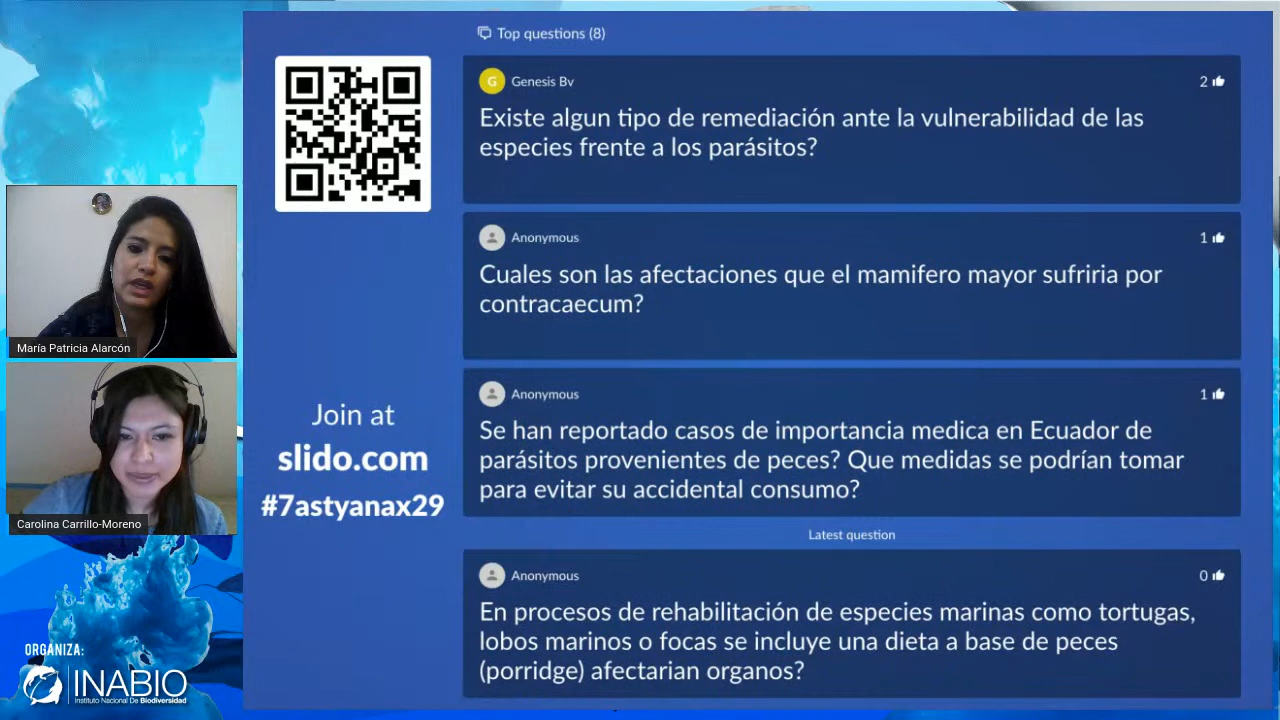 Top questions (8)
G
Genesis Bv
2
Existe algun tipo de remediación ante la vulnerabilidad de las
especies frente a los parásitos?
Anonymous
1
Cuales son las afectaciones que el mamifero mayor sufriria por
contracaecum?
Anonymous
1
Se han reportado casos de importancia medica en Ecuador de
parásitos provenientes de peces? Que medidas se podrían tomar
para evitar su accidental consumo?
Latest question
Anonymous
0
En procesos de rehabilitación de especies marinas como tortugas,
lobos marinos o focas se incluye una dieta a base de peces
(porridge) afectarian organos?
Join at
slido.com
#7astyanax29
María Patricia Alarcón
Carolina Carrillo-Moreno
ORGANIZA:
INABIO
Instituto Nacional De Biodiversidad